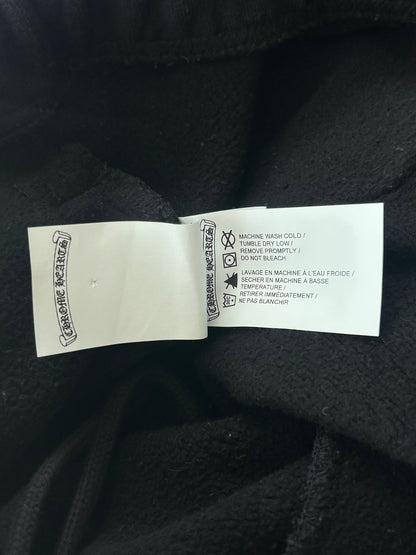 CHROME HEARTS
CHROME HEARTS
MACHINE WASH COLD /
TUMBLE DRY LOW /
REMOVE PROMPTLY /
DO NOT BLEACH
LAVAGE EN MACHINE À L'EAU FROIDE /
SECHER EN MACHINE À BASSE
TEMPERATURE /
RETIRER IMMÉDIATEMENT /
NE PAS BLANCHIR